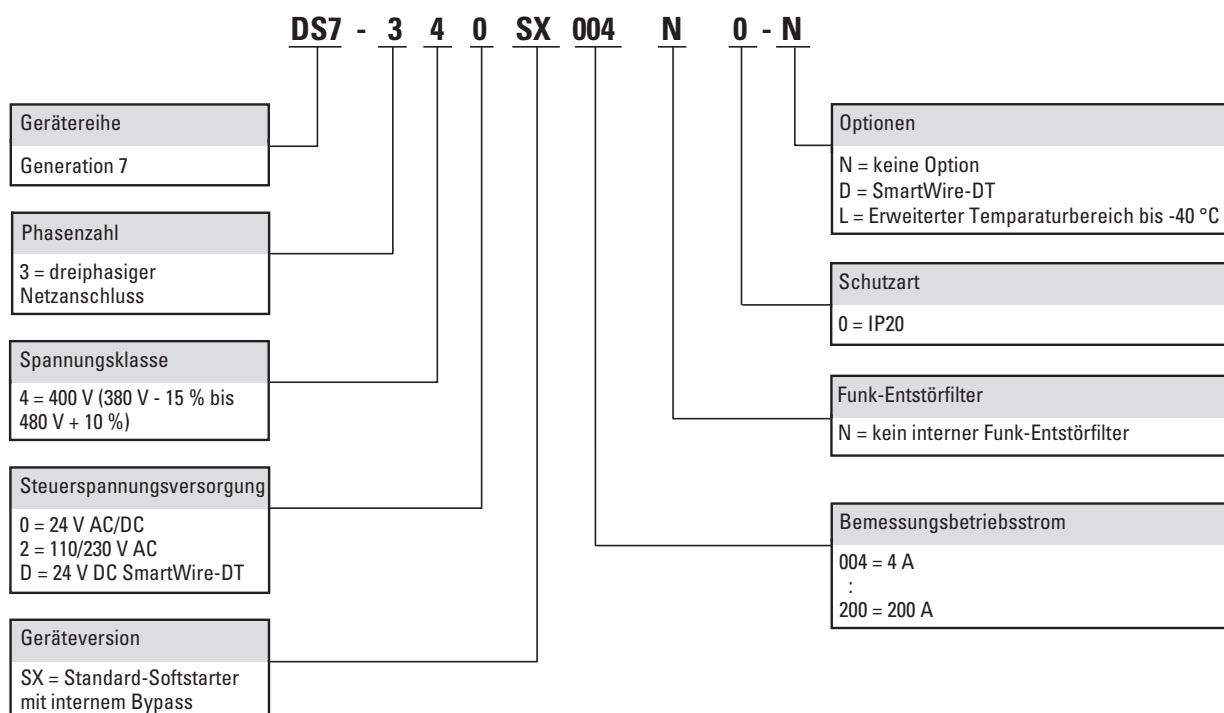 DS7 - 3 4 0 SX 004 N 0 - N
Gerätereihe
Generation 7
Phasenzahl
3 = dreiphasiger
Netzanschluss
Spannungsklasse
4 = 400 V (380 V - 15 % bis
480 V + 10 %)
Steuerspannungsversorgung
0 = 24 V AC/DC
2 = 110/230 V AC
D = 24 V DC SmartWire-DT
Geräteversion
SX = Standard-Softstarter
mit internem Bypass
Optionen
N = keine Option
D = SmartWire-DT
L = Erweiterter Temparaturbereich bis -40 °C
Schutzart
0 = IP20
Funk-Entstörfilter
N = kein interner Funk-Entstörfilter
Bemessungsbetriebsstrom
004 = 4 A
:
200 = 200 A